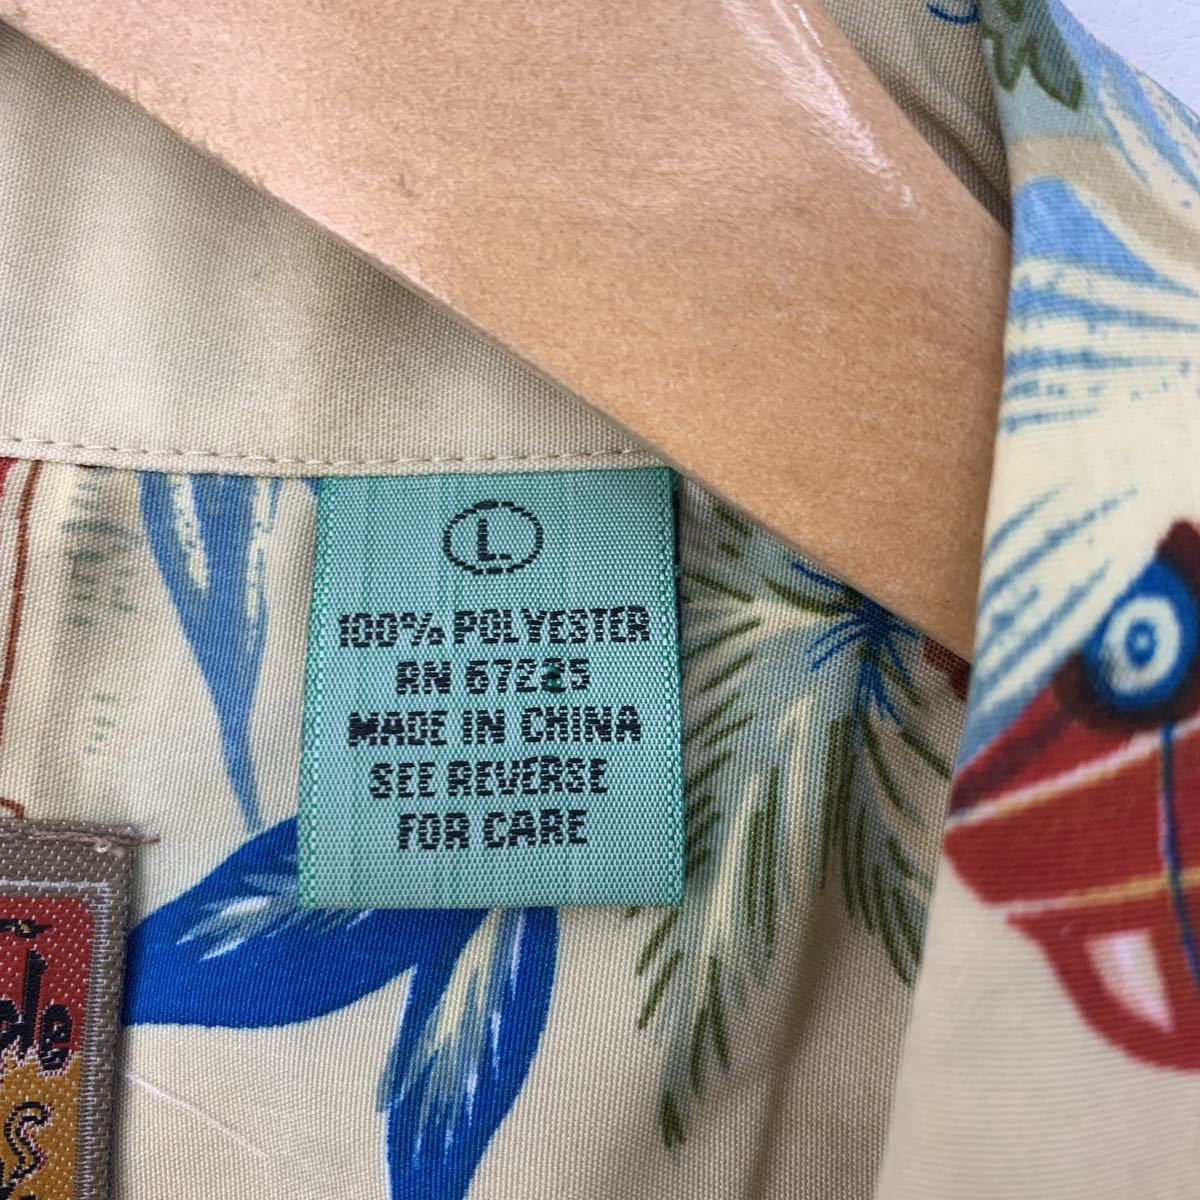 L
100% POLYESTER
RN 67225
MADE IN CHINA
SEE REVERSE
FOR CARE